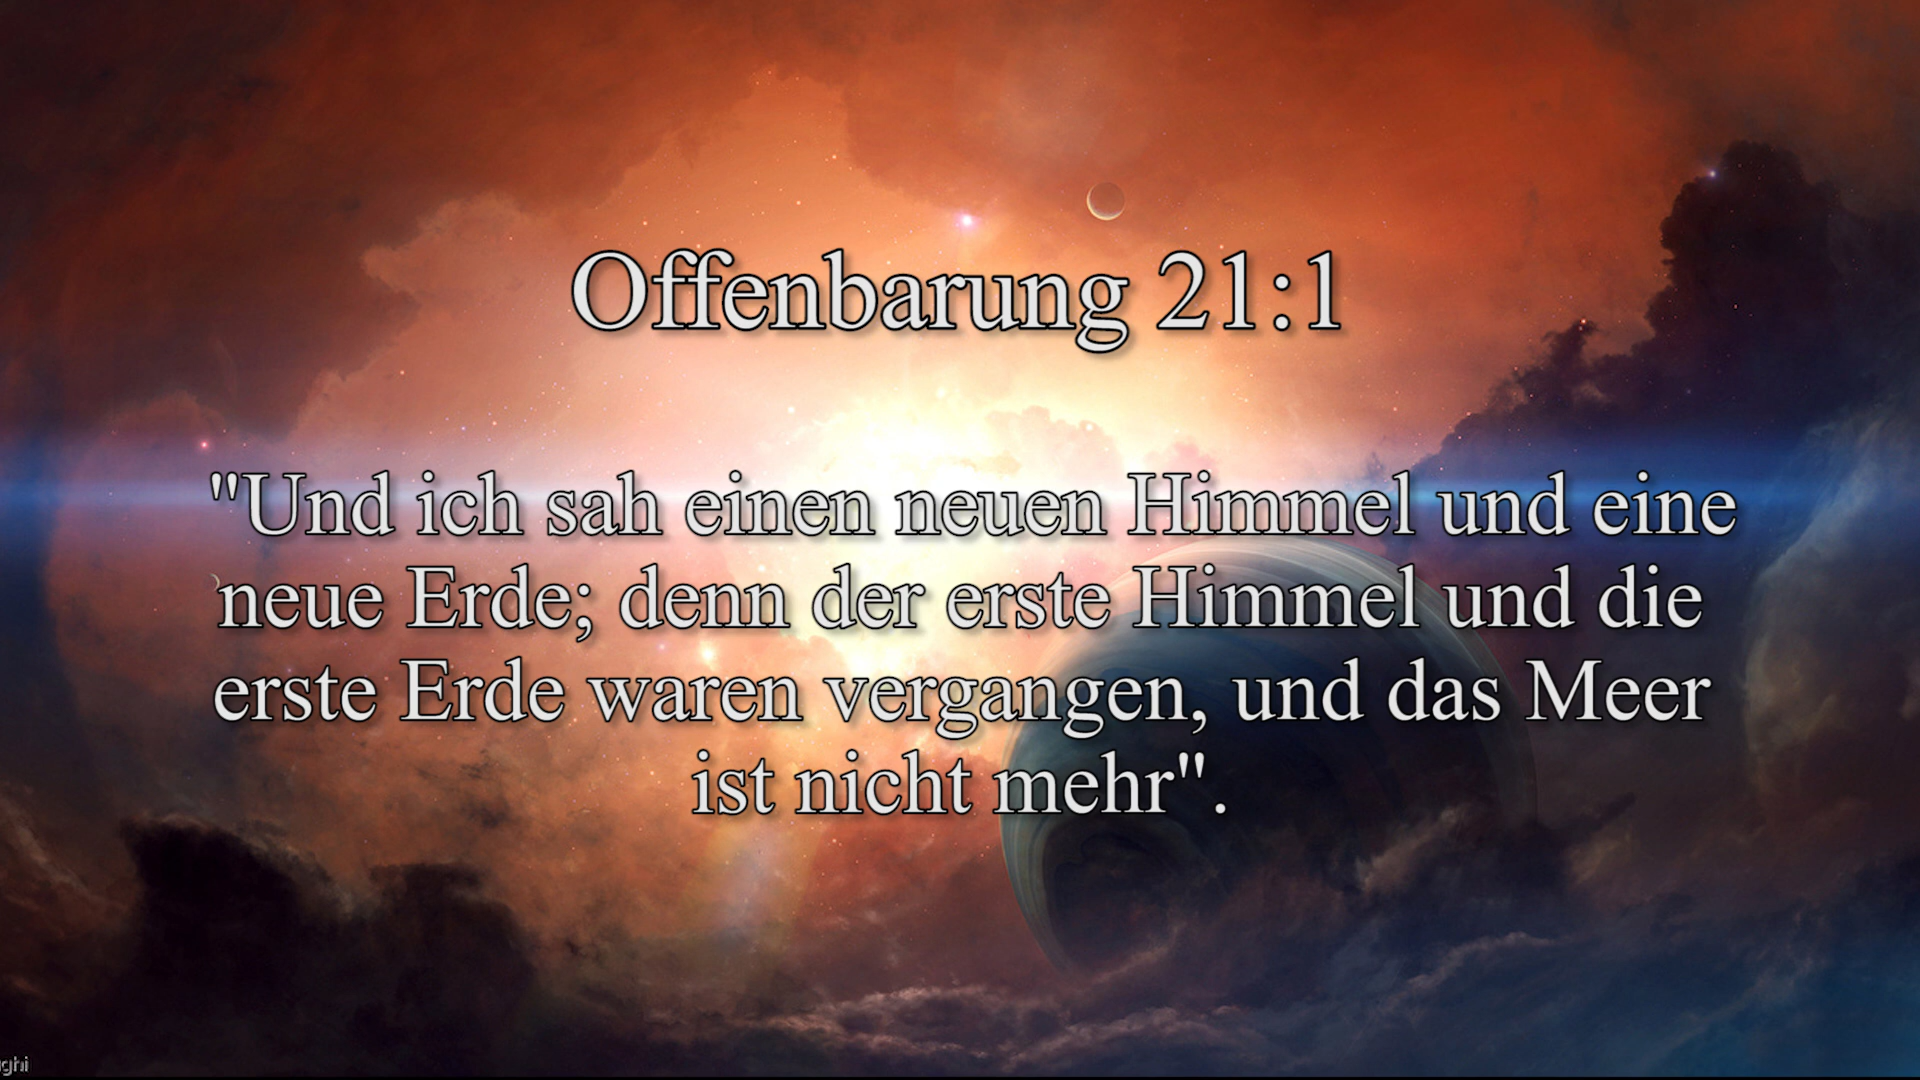 Offenbarung 21:1
"Und ich sah einen neuen Himmel und eine
neue Erde; denn der erste Himmel und die
erste Erde waren vergangen, und das Meer
ist nicht mehr".